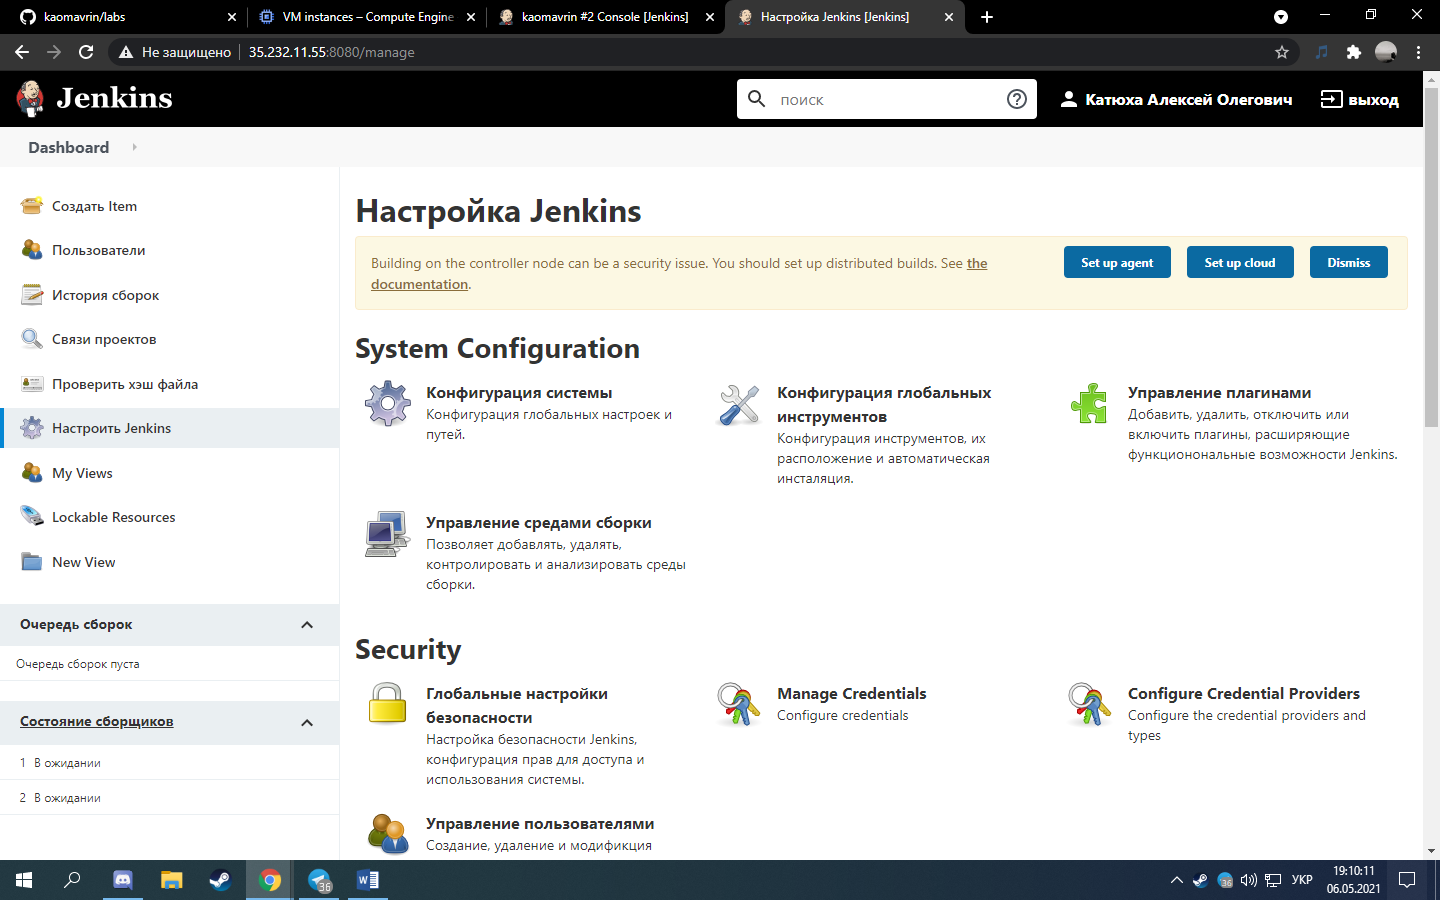 kaomavrin/labs
VM instances – Compute Engine
kaomavrin #2 Console [Jenkins]
Настройка Jenkins [Jenkins]
Не защищено
35.232.11.55:8080/manage
Jenkins
поиск
Катюха Алексей Олегович
выход
Dashboard
Создать Item
Пользователи
История сборок
Связи проектов
Проверить хэш файла
Настроить Jenkins
My Views
Lockable Resources
New View
Очередь сборок
Очередь сборок пуста
Состояние сборщиков
1 В ожидании
2 В ожидании
Настройка Jenkins
Building on the controller node can be a security issue. You should set up distributed builds. See the
documentation.
Set up agent
Set up cloud
Dismiss
System Configuration
Конфигурация системы
Конфигурация глобальных настроек и
путей.
Конфигурация глобальных
инструментов
Конфигурация инструментов, их
расположение и автоматическая
инсталяция.
Управление плагинами
Добавить, удалить, отключить или
включить плагины, расширяющие
функционональные возможности Jenkins.
Управление средами сборки
Позволяет добавлять, удалять,
контролировать и анализировать среды
сборки.
Security
Глобальные настройки
безопасности
Настройка безопасности Jenkins,
конфигурация прав для доступа и
использования системы.
Manage Credentials
Configure credentials
Configure Credential Providers
Configure the credential providers and
types
Управление пользователями
Создание, удаление и модификция
36
36
УКР
19:10:11
06.05.2021